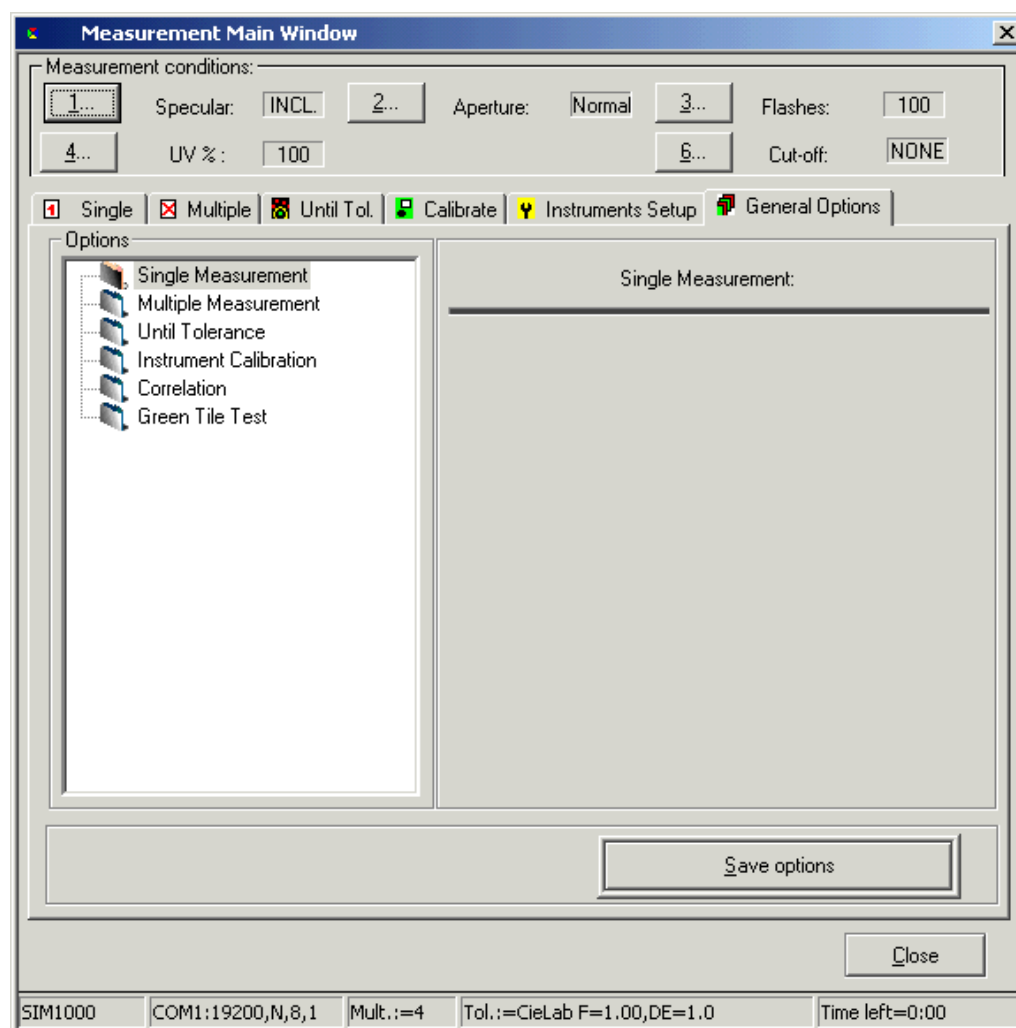 Measurement Main Window
Measurement conditions:
1... Specular: INCL. 2... Aperture: Normal 3... Flashes: 100
4... UV % : 100 6... Cut-off: NONE
1 Single Multiple Until Tol. Calibrate Instruments Setup General Options
Options
Single Measurement:
Single Measurement
Multiple Measurement
Until Tolerance
Instrument Calibration
Correlation
Green Tile Test
Save options
Close
SIM1000 COM1:19200,N,8,1 Mult.:=4 Tol.:=CieLab F=1.00,DE=1.0 Time left=0:00